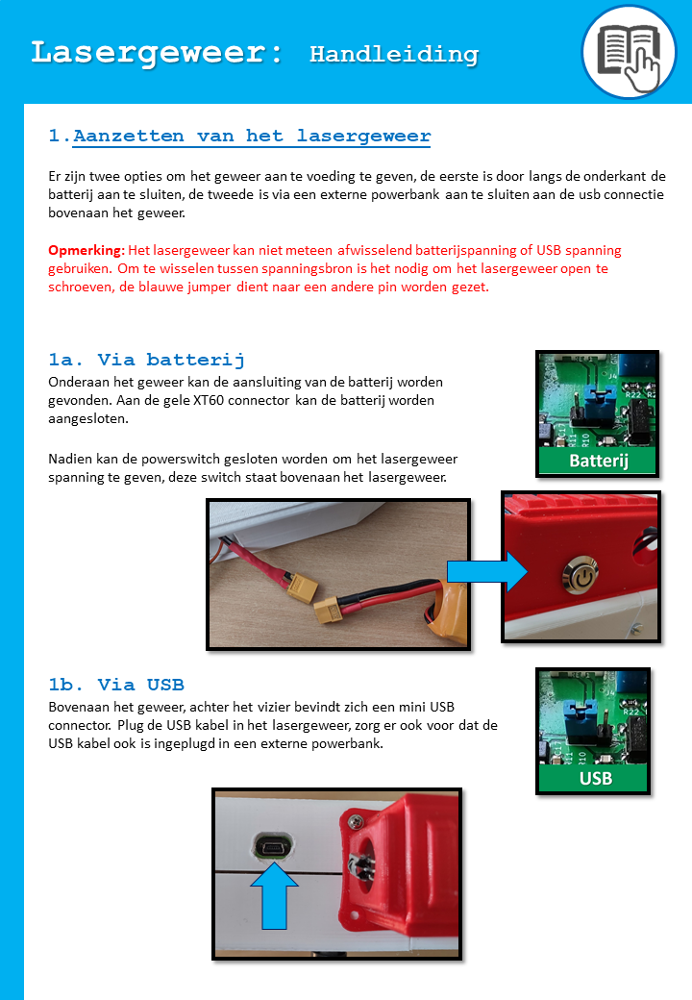 Lasergeweer: Handleiding
1.Aanzetten van het lasergeweer
Er zijn twee opties om het geweer aan te voeding te geven, de eerste is door langs de onderkant de
batterij aan te sluiten, de tweede is via een externe powerbank aan te sluiten aan de usb connectie
bovenaan het geweer.
Opmerking: Het lasergeweer kan niet meteen afwisselend batterijspanning of USB spanning
gebruiken. Om te wisselen tussen spanningsbron is het nodig om het lasergeweer open te
schroeven, de blauwe jumper dient naar een andere pin worden gezet.
1a. Via batterij
Onderaan het geweer kan de aansluiting van de batterij worden
gevonden. Aan de gele XT60 connector kan de batterij worden
aangesloten.
Nadien kan de powerswitch gesloten worden om het lasergeweer
spanning te geven, deze switch staat bovenaan het lasergeweer.
J4
R22
C17
R11
R10
Batterij
1b. Via USB
Bovenaan het geweer, achter het vizier bevindt zich een mini USB
connector. Plug de USB kabel in het lasergeweer, zorg er ook voor dat de
USB kabel ook is ingeplugd in een externe powerbank.
R22
R11
R10
USB